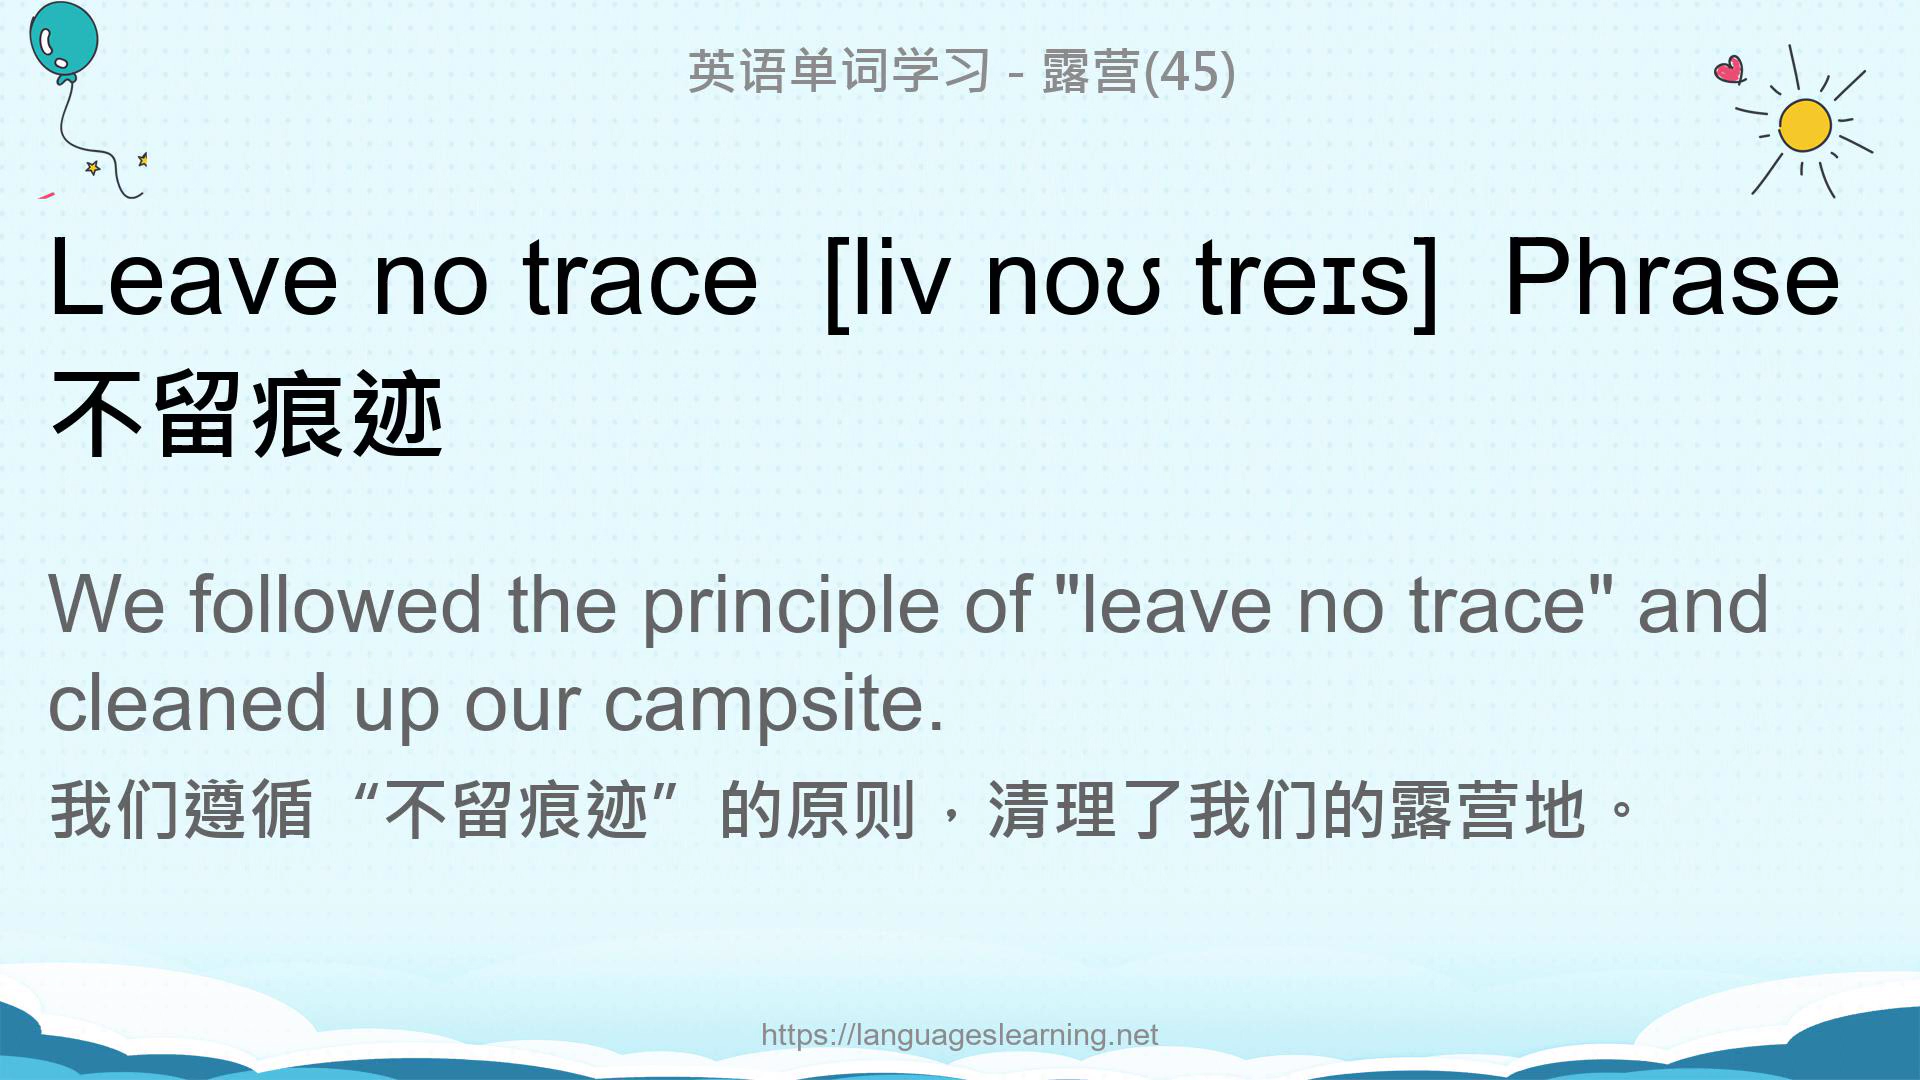 英语单词学习 - 露营(45)
Leave no trace  [liv noʊ treɪs]  Phrase
不留痕迹
We followed the principle of "leave no trace" and
cleaned up our campsite.
我们遵循“不留痕迹”的原则，清理了我们的露营地。
https://languageslearning.net